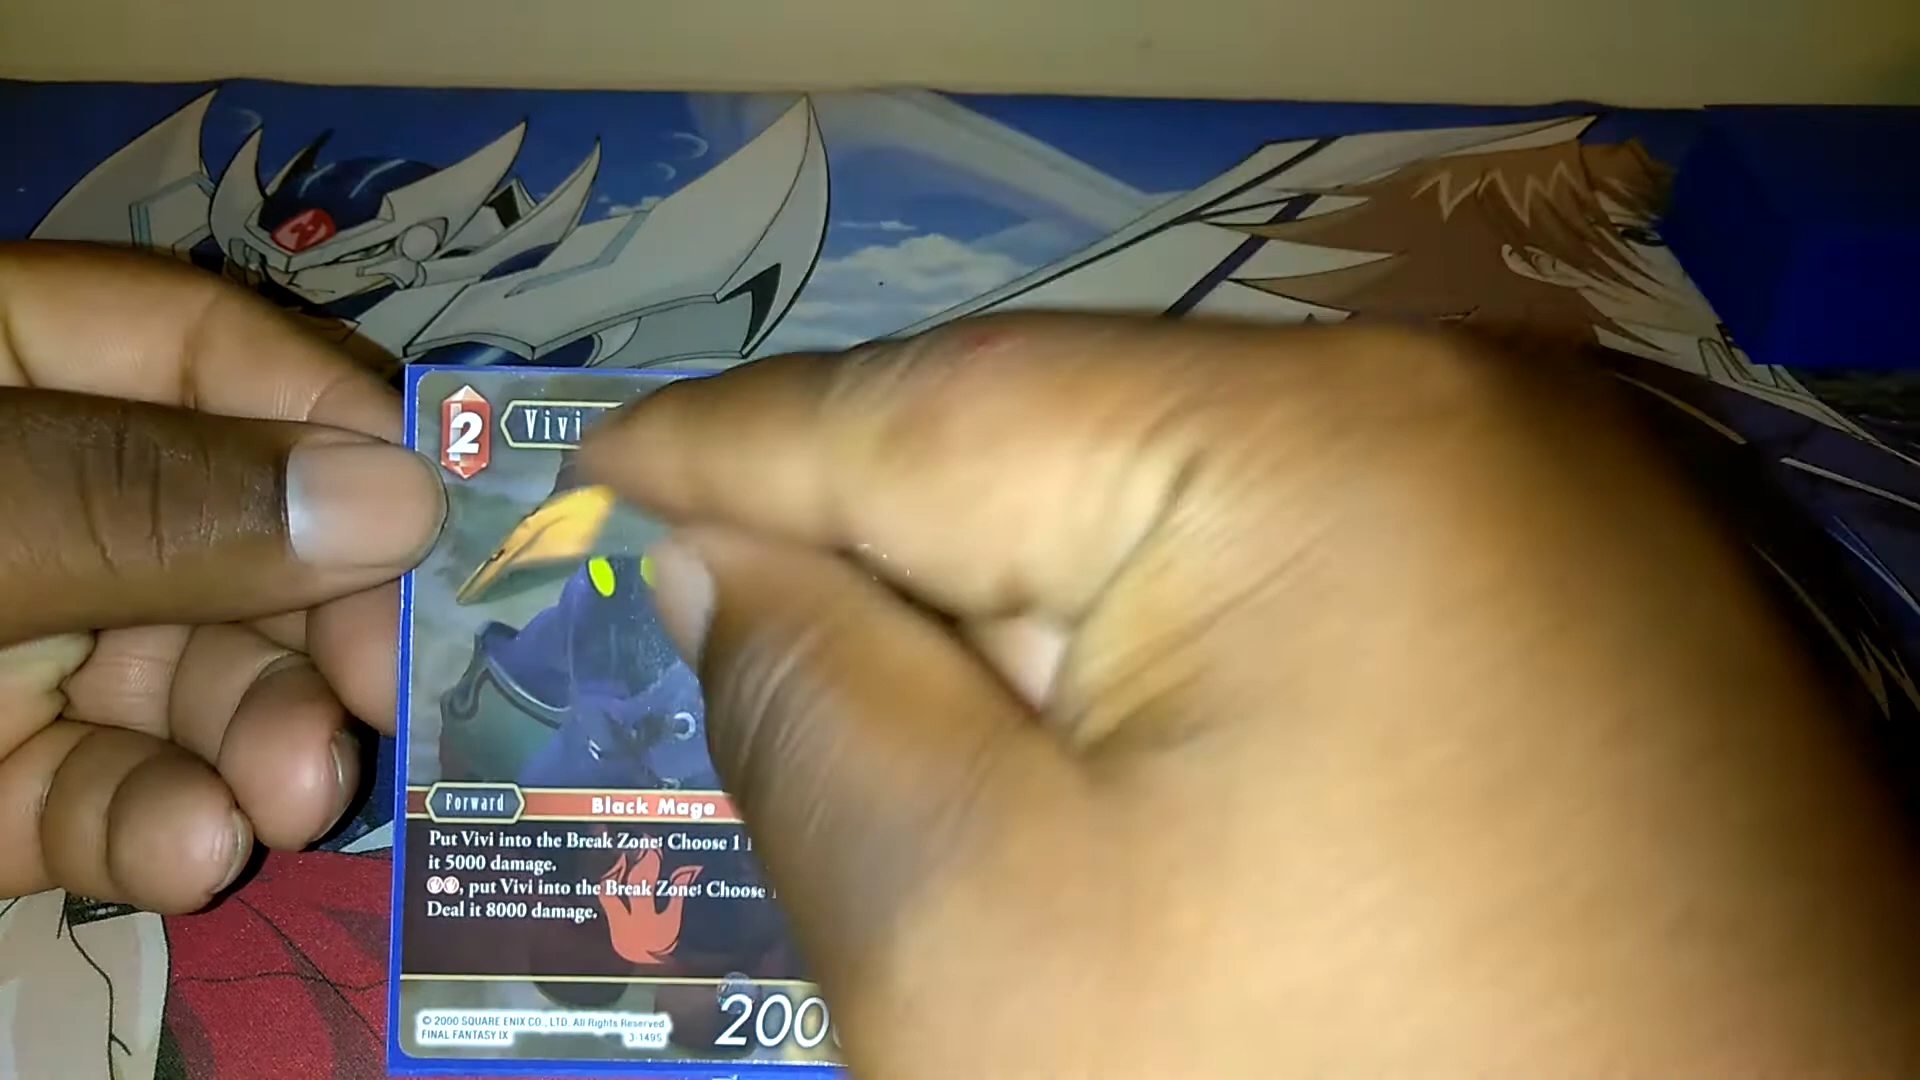 2
Vivi
Forward
Black Mage
Put Vivi into the Break Zone: Choose 1
it 5000 damage.
, put Vivi into the Break Zone: Choose
Deal it 8000 damage.
200
© 2000 SQUARE ENIX CO., LTD. All Rights Reserved
FINAL FANTASY IX
3-149S